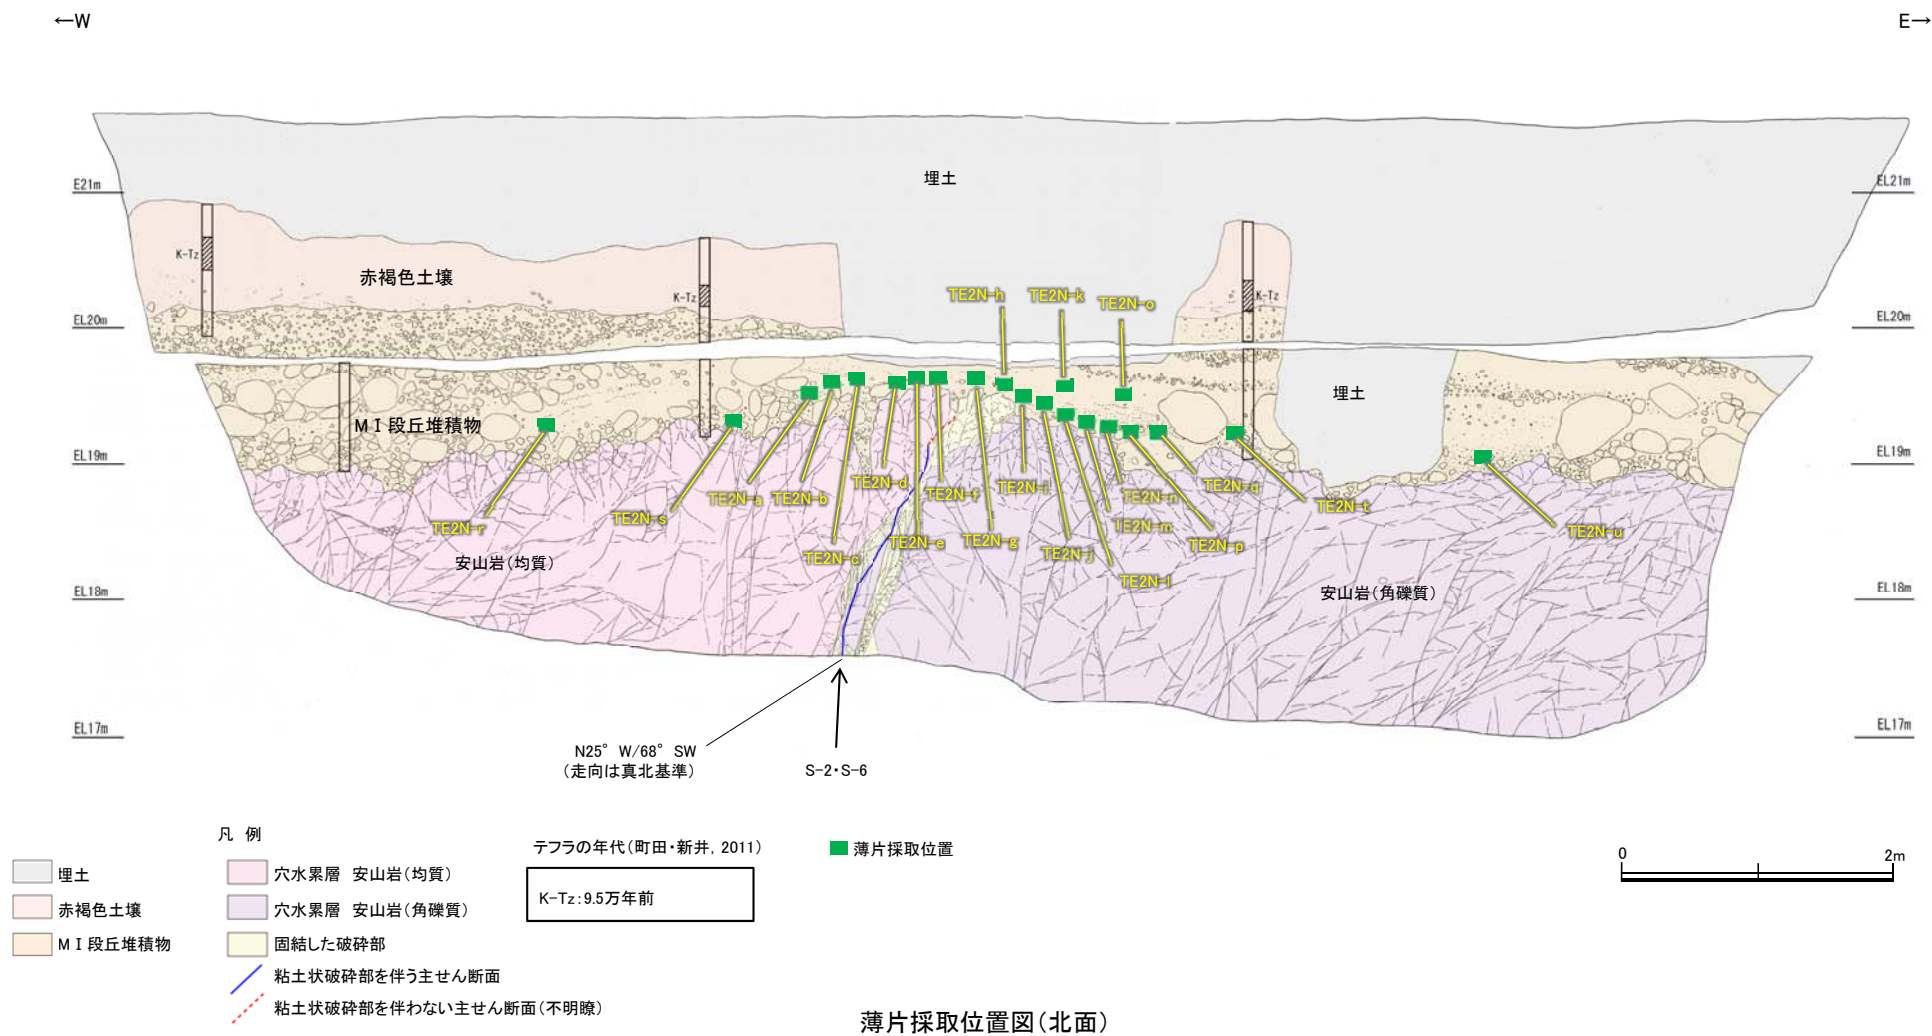 ←W
E→
埋土
E21m
EL21m
K-Tz
赤褐色土壌
K-Tz
K-Tz
TE2N-h
TE2N-k
TE2N-o
EL20m
EL20m
埋土
MⅠ段丘堆積物
EL19m
EL19m
TE2N-a
TE2N-b
TE2N-d
TE2N-f
TE2N-i
TE2N-n
TE2N-q
TE2N-t
TE2N-r
TE2N-s
TE2N-c
TE2N-e
TE2N-g
TE2N-j
TE2N-m
TE2N-p
TE2N-u
TE2N-l
安山岩(均質)
安山岩(角礫質)
EL18m
EL18m
EL17m
EL17m
N25° W/68° SW
(走向は真北基準)
S-2・S-6
凡 例
埋土
赤褐色土壌
MⅠ段丘堆積物
穴水累層 安山岩(均質)
穴水累層 安山岩(角礫質)
固結した破砕部
粘土状破砕部を伴う主せん断面
粘土状破砕部を伴わない主せん断面(不明瞭)
テフラの年代(町田・新井, 2011)
K-Tz:9.5万年前
薄片採取位置
0 2m
薄片採取位置図(北面)